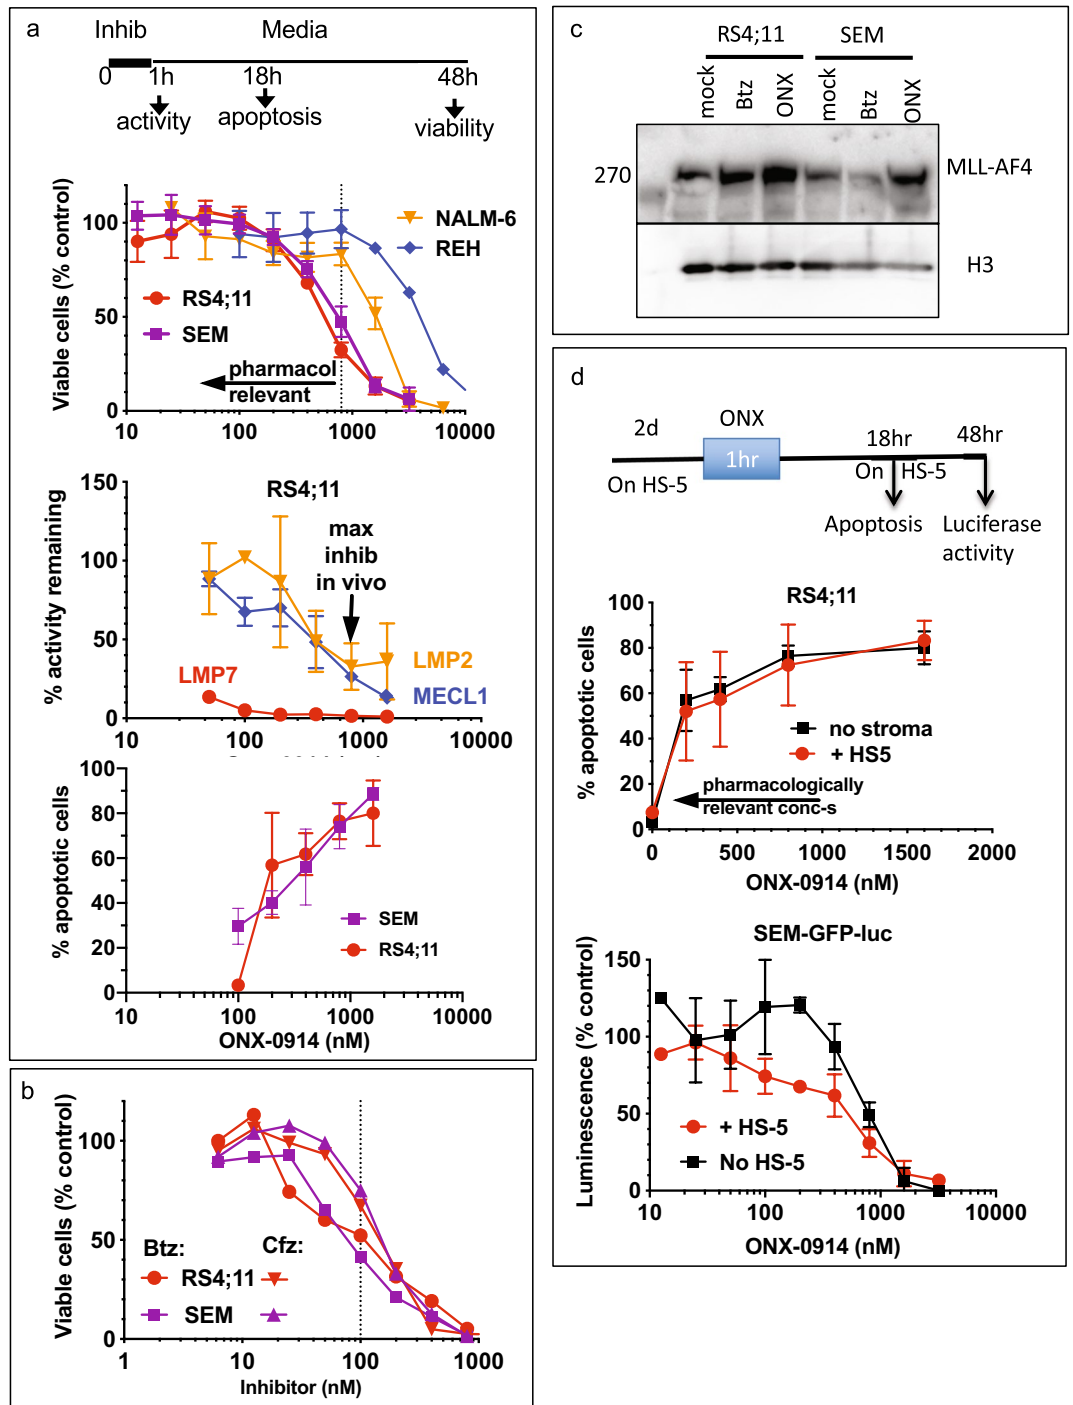 a
Inhib
Media
0
1h
18h
48h
activity
apoptosis
viability
Viable cells (% control)
100
50
0
NALM-6
REH
RS4;11
SEM
pharmacol
relevant
10
100
1000
10000
% activity remaining
150
100
50
0
RS4;11
max
inhib
in vivo
LMP7
LMP2
MECL1
10
100
1000
10000
% apoptotic cells
100
80
60
40
20
0
SEM
RS4;11
10
100
1000
10000
ONX-0914 (nM)
b
Viable cells (% control)
100
50
0
Btz:
Cfz:
RS4;11
SEM
1
10
100
1000
Inhibitor (nM)
c
RS4;11
SEM
mock
Btz
ONX
mock
Btz
ONX
270
MLL-AF4
H3
d
2d
ONX
18hr
48hr
1hr
On HS-5
On HS-5
Apoptosis
Luciferase
activity
RS4;11
% apoptotic cells
100
80
60
40
20
0
no stroma
+ HS5
pharmacologically
relevant conc-s
0
500
1000
1500
2000
ONX-0914 (nM)
SEM-GFP-luc
Luminescence (% control)
150
100
50
0
+ HS-5
No HS-5
10
100
1000
10000
ONX-0914 (nM)